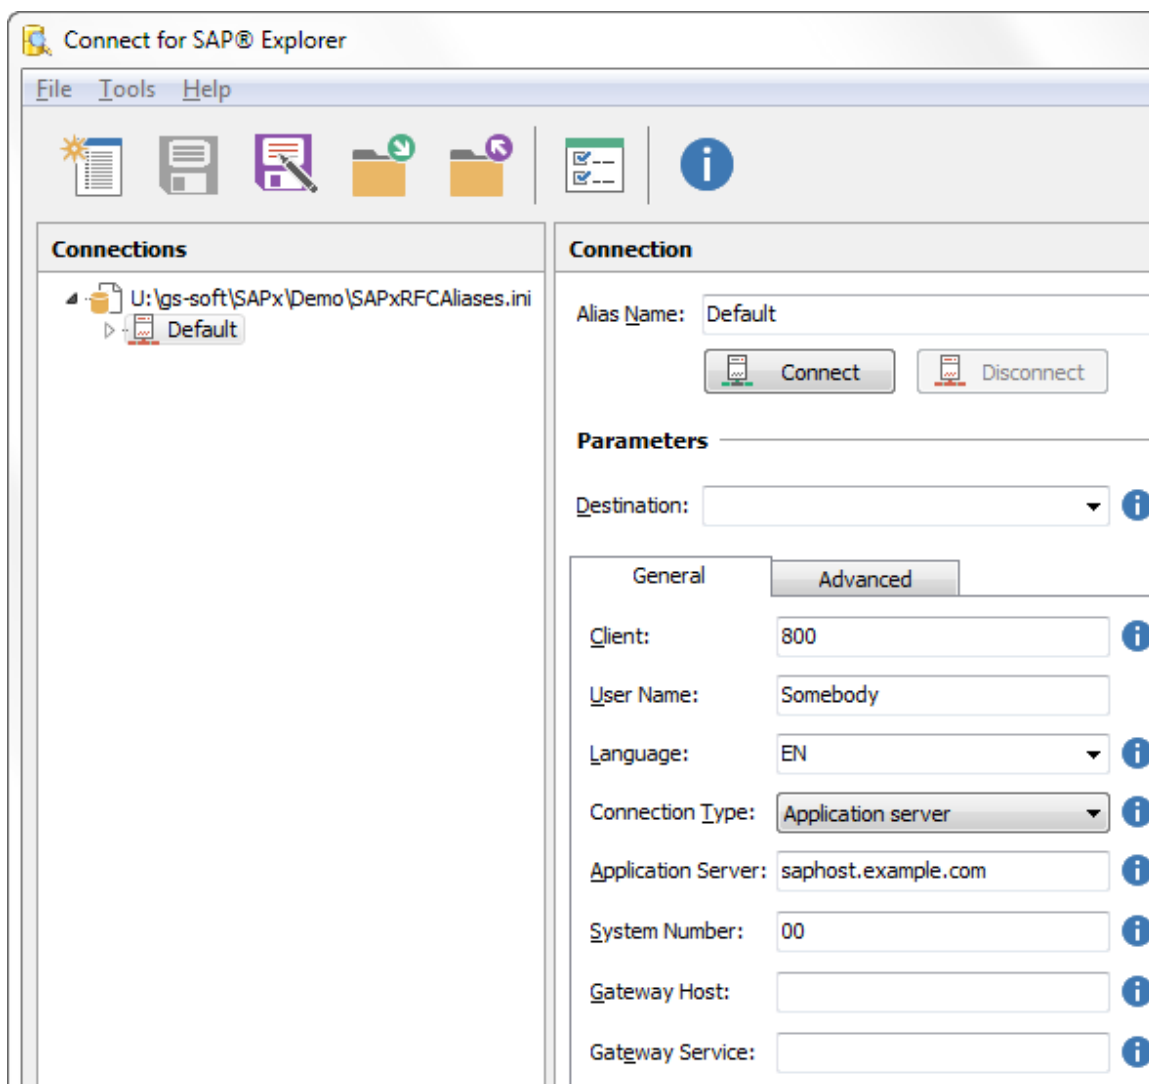 Connect for SAP® Explorer
File Tools Help
Connections
U:\gs-soft\SAPx\Demo\SAPxRFCAliases.ini
Default
Connection
Alias Name: Default
Connect Disconnect
Parameters
Destination:
General Advanced
Client: 800
User Name: Somebody
Language: EN
Connection Type: Application server
Application Server: saphost.example.com
System Number: 00
Gateway Host:
Gateway Service: